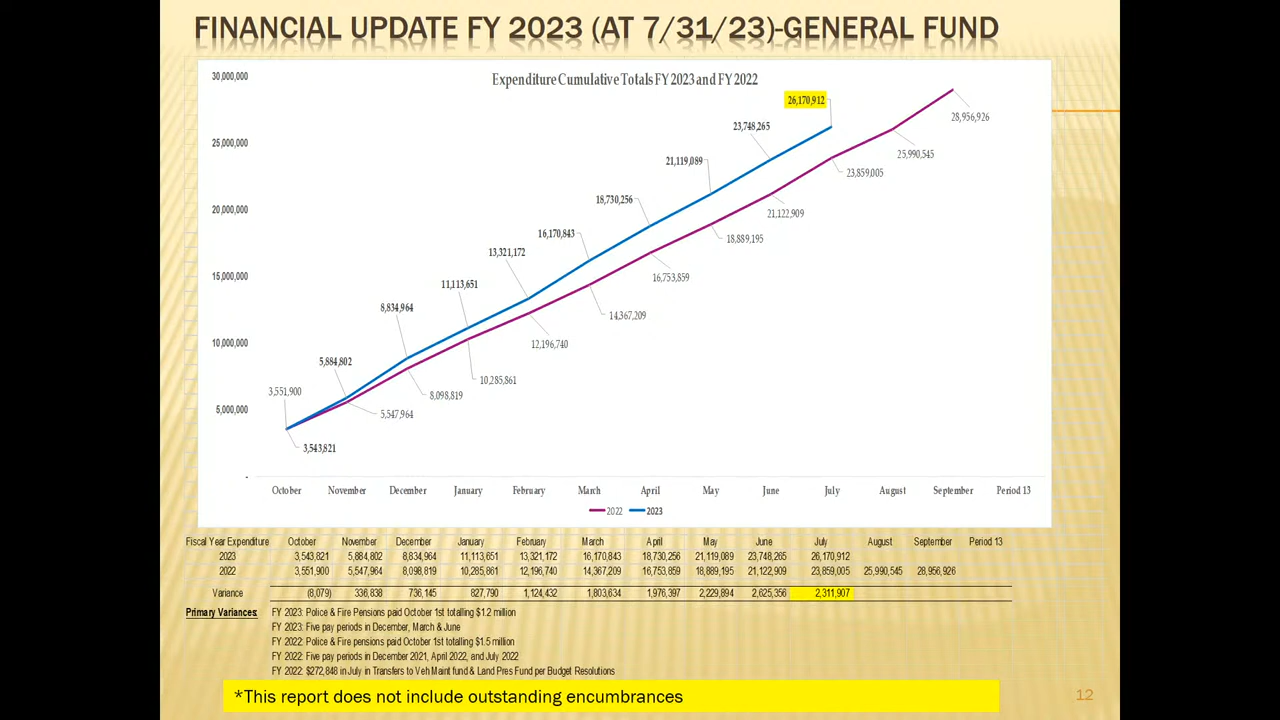 FINANCIAL UPDATE FY 2023 (AT 7/31/23)-GENERAL FUND
Expenditure Cumulative Totals FY 2023 and FY 2022
30,000,000
25,000,000
20,000,000
15,000,000
10,000,000
5,000,000
-
26,170,912
23,748,265
21,119,089
18,730,256
16,170,843
13,321,172
11,113,651
8,834,964
5,884,802
3,551,900
28,956,926
25,990,545
23,859,005
21,122,909
18,889,195
16,753,859
14,367,209
12,196,740
10,285,861
8,098,819
5,547,964
3,543,821
October November December January February March April May June July August September Period 13
2022 2023
Fiscal Year Expenditure October November December January February March April May June July August September Period 13
2023 3,543,821 5,884,802 8,834,964 11,113,651 13,321,172 16,170,843 18,730,256 21,119,089 23,748,265 26,170,912
2022 3,551,900 5,547,964 8,098,819 10,285,861 12,196,740 14,367,209 16,753,859 18,889,195 21,122,909 23,859,005 25,990,545 28,956,926
Variance (8,079) 336,838 736,145 827,790 1,124,432 1,803,634 1,976,397 2,229,894 2,625,356 2,311,907
Primary Variances: FY 2023: Police & Fire Pensions paid October 1st totalling $1.2 million
FY 2023: Five pay periods in December, March & June
FY 2022: Police & Fire pensions paid October 1st totalling $1.5 million
FY 2022: Five pay periods in December 2021, April 2022, and July 2022
FY 2022: $272,848 in July in Transfers to Veh Maint fund & Land Pres Fund per Budget Resolutions
*This report does not include outstanding encumbrances
12